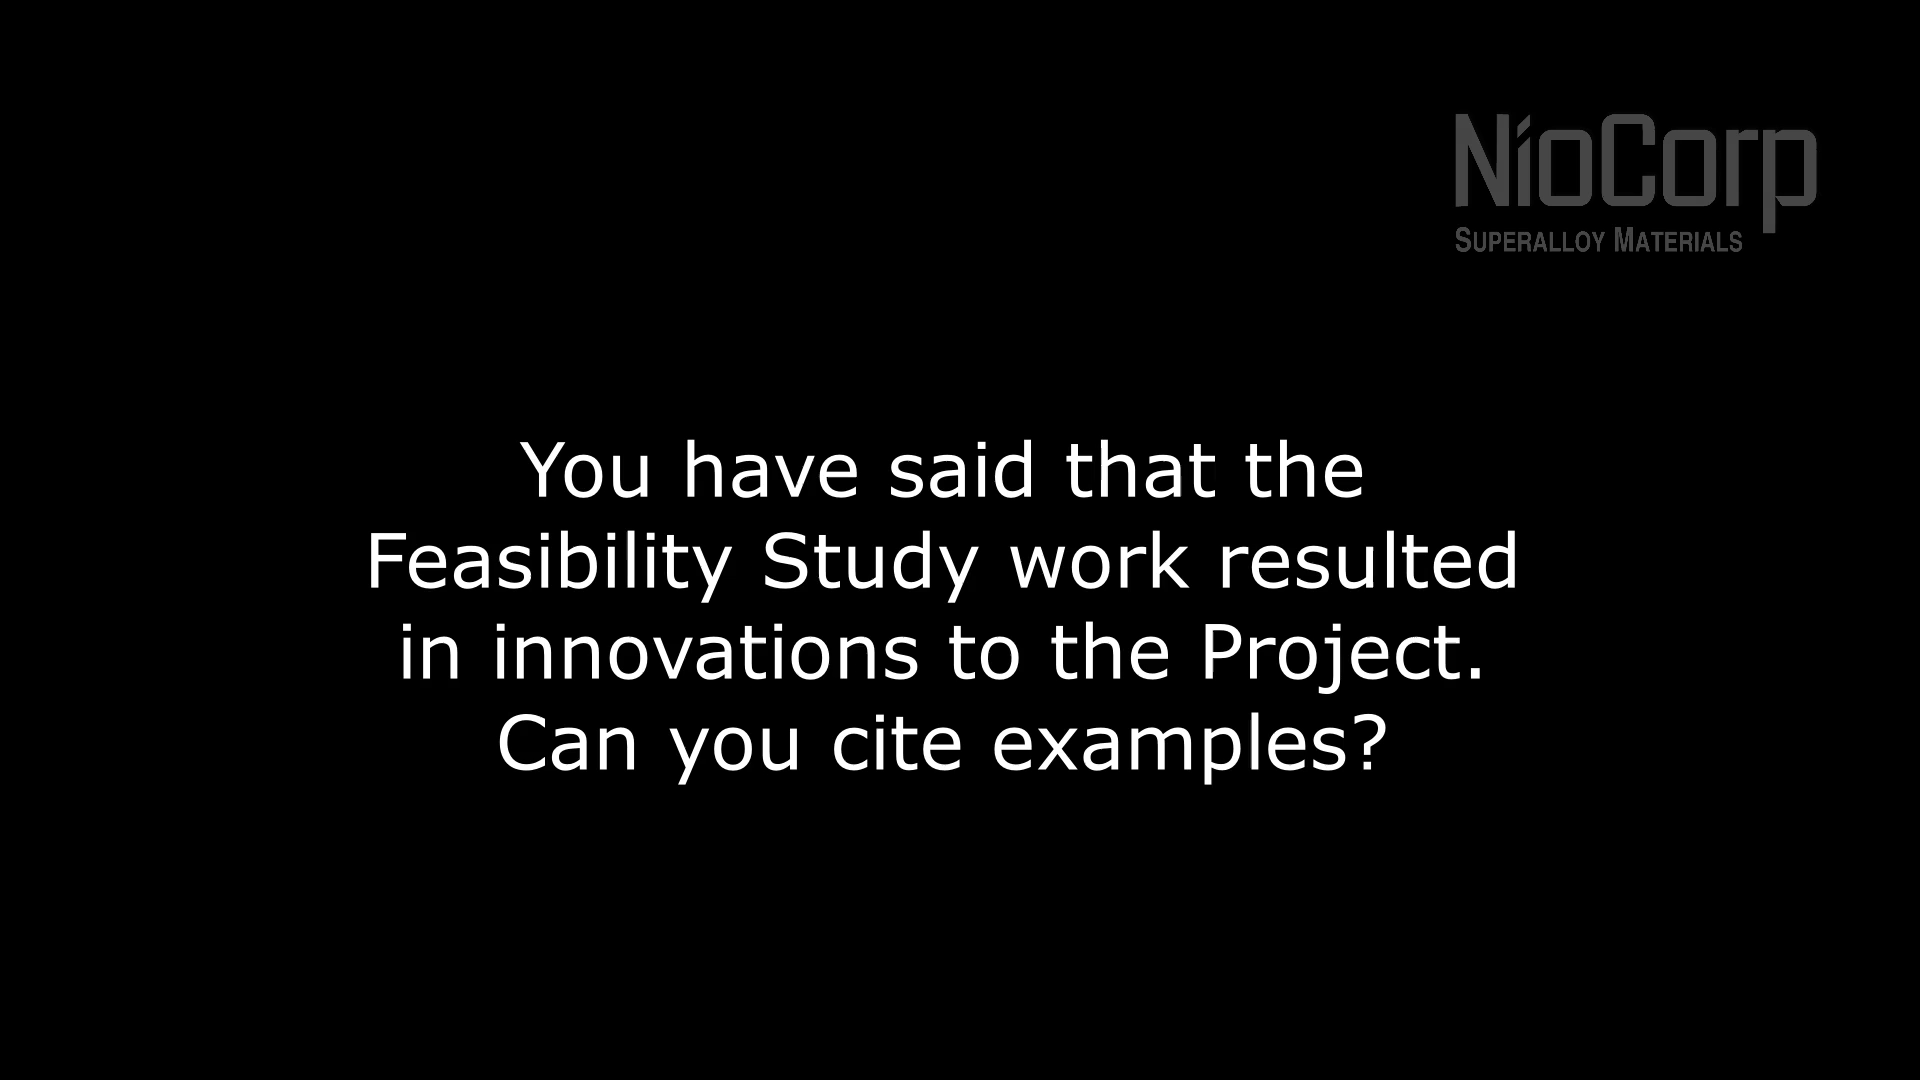 NioCorp
SUPERALLOY MATERIALS
You have said that the
Feasibility Study work resulted
in innovations to the Project.
Can you cite examples?